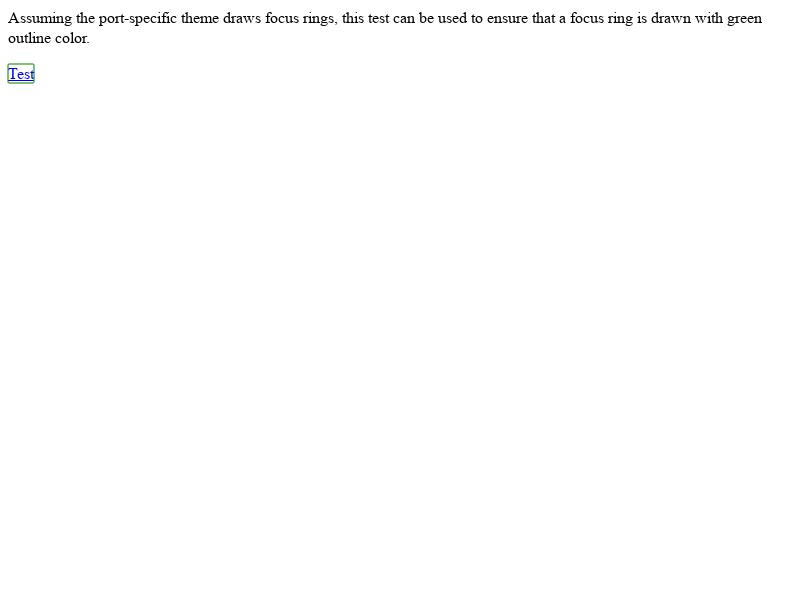 Assuming the port-specific theme draws focus rings, this test can be used to ensure that a focus ring is drawn with green
outline color.
Test